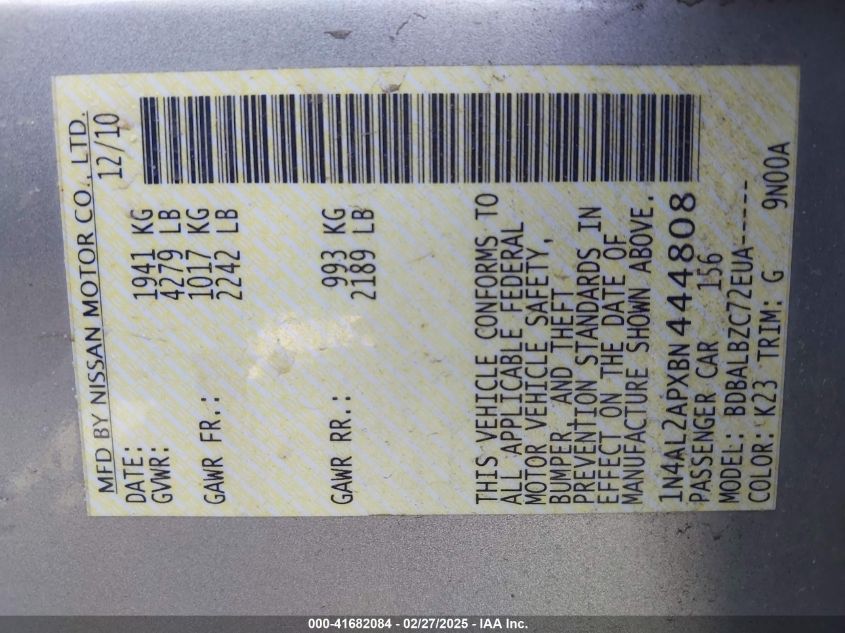 MFD BY NISSAN MOTOR CO., LTD.
DATE: 12/10
GVWR: 1941 KG
4279 LB
GAWR FR.: 1017 KG
2242 LB
GAWR RR.: 993 KG
2189 LB
THIS VEHICLE CONFORMS TO
ALL APPLICABLE FEDERAL
MOTOR VEHICLE SAFETY,
BUMPER, AND THEFT
PREVENTION STANDARDS IN
EFFECT ON THE DATE OF
MANUFACTURE SHOWN ABOVE.
1N4AL2APXBN444808
PASSENGER CAR 156
MODEL: BDBALBZC72EUA-----
COLOR: K23 TRIM: G 9N00A
000-41682084 - 02/27/2025 - IAA Inc.